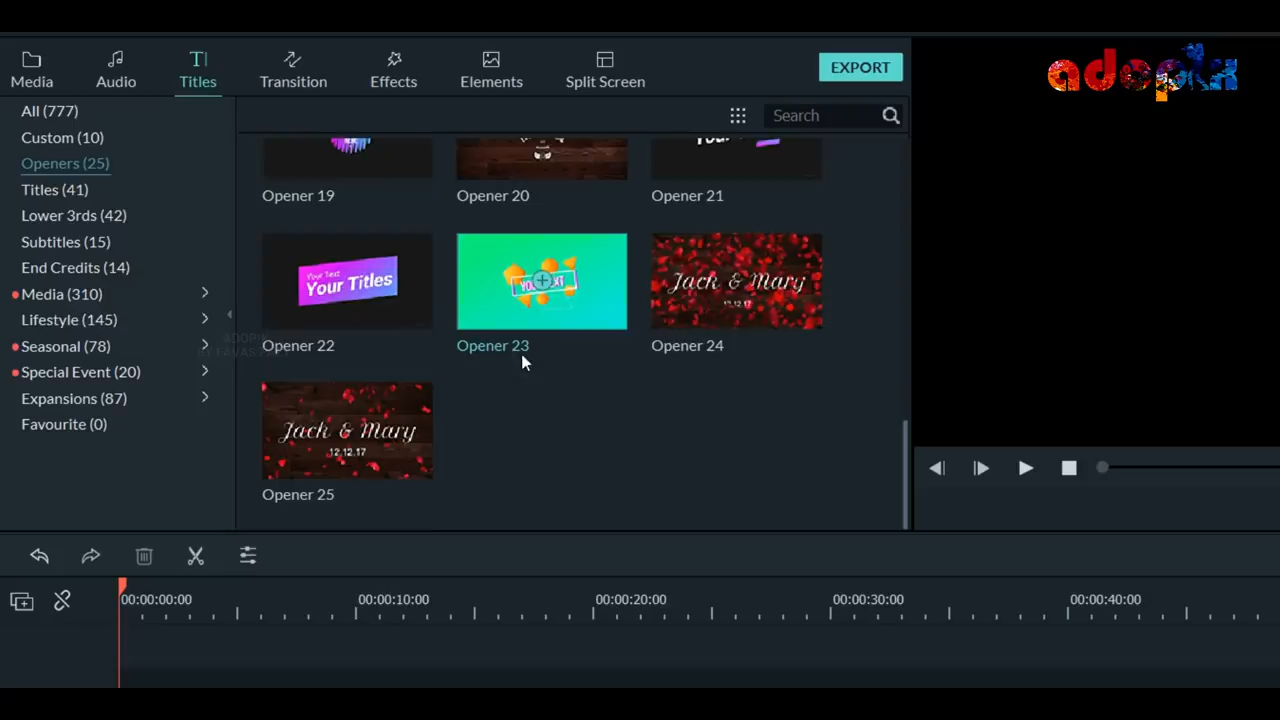 Media
Audio
Titles
Transition
Effects
Elements
Split Screen
EXPORT
adopix
All (777)
Custom (10)
Openers (25)
Titles (41)
Lower 3rds (42)
Subtitles (15)
End Credits (14)
Media (310)
Lifestyle (145)
Seasonal (78)
Special Event (20)
Expansions (87)
Favourite (0)
Search
Opener 19
Opener 20
Opener 21
Your Text
Your Titles
Jack & Mary
12.12.17
Opener 22
Opener 23
Opener 24
Jack & Mary
12.12.17
Opener 25
00:00:00:00
00:00:10:00
00:00:20:00
00:00:30:00
00:00:40:00